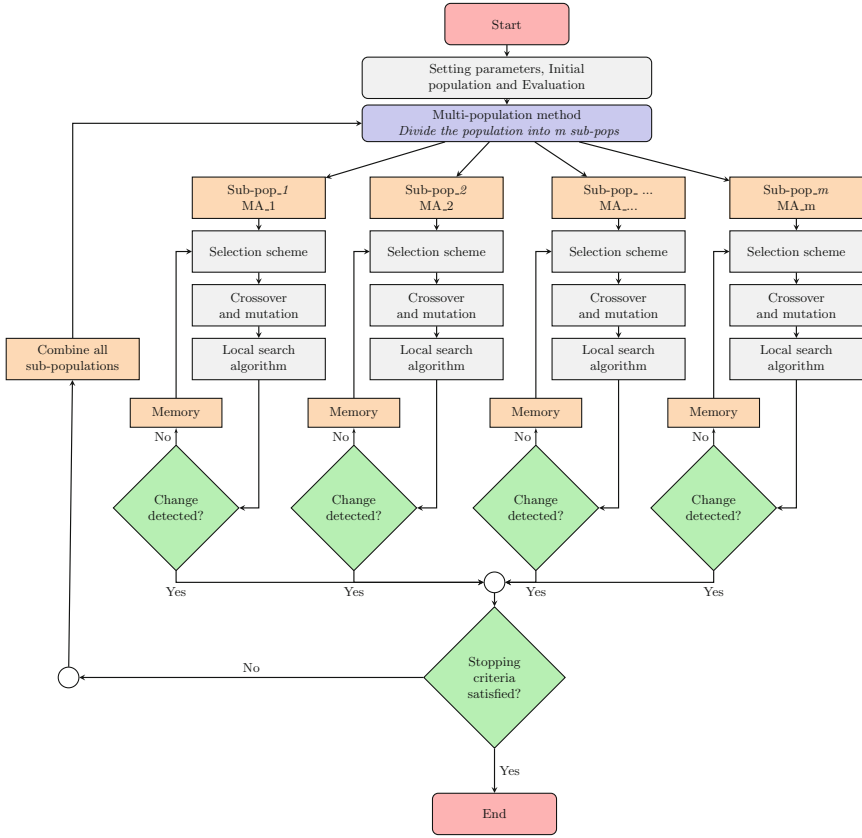 Start
Setting parameters, Initial
population and Evaluation
Multi-population method
Divide the population into m sub-pops
Sub-pop_1
MA_1
Sub-pop_2
MA_2
Sub-pop_ ...
MA_...
Sub-pop_m
MA_m
Selection scheme
Selection scheme
Selection scheme
Selection scheme
Crossover
and mutation
Crossover
and mutation
Crossover
and mutation
Crossover
and mutation
Combine all
sub-populations
Local search
algorithm
Local search
algorithm
Local search
algorithm
Local search
algorithm
Memory
Memory
Memory
Memory
No
No
No
No
Change
detected?
Change
detected?
Change
detected?
Change
detected?
Yes
Yes
Yes
Yes
No
Stopping
criteria
satisfied?
Yes
End